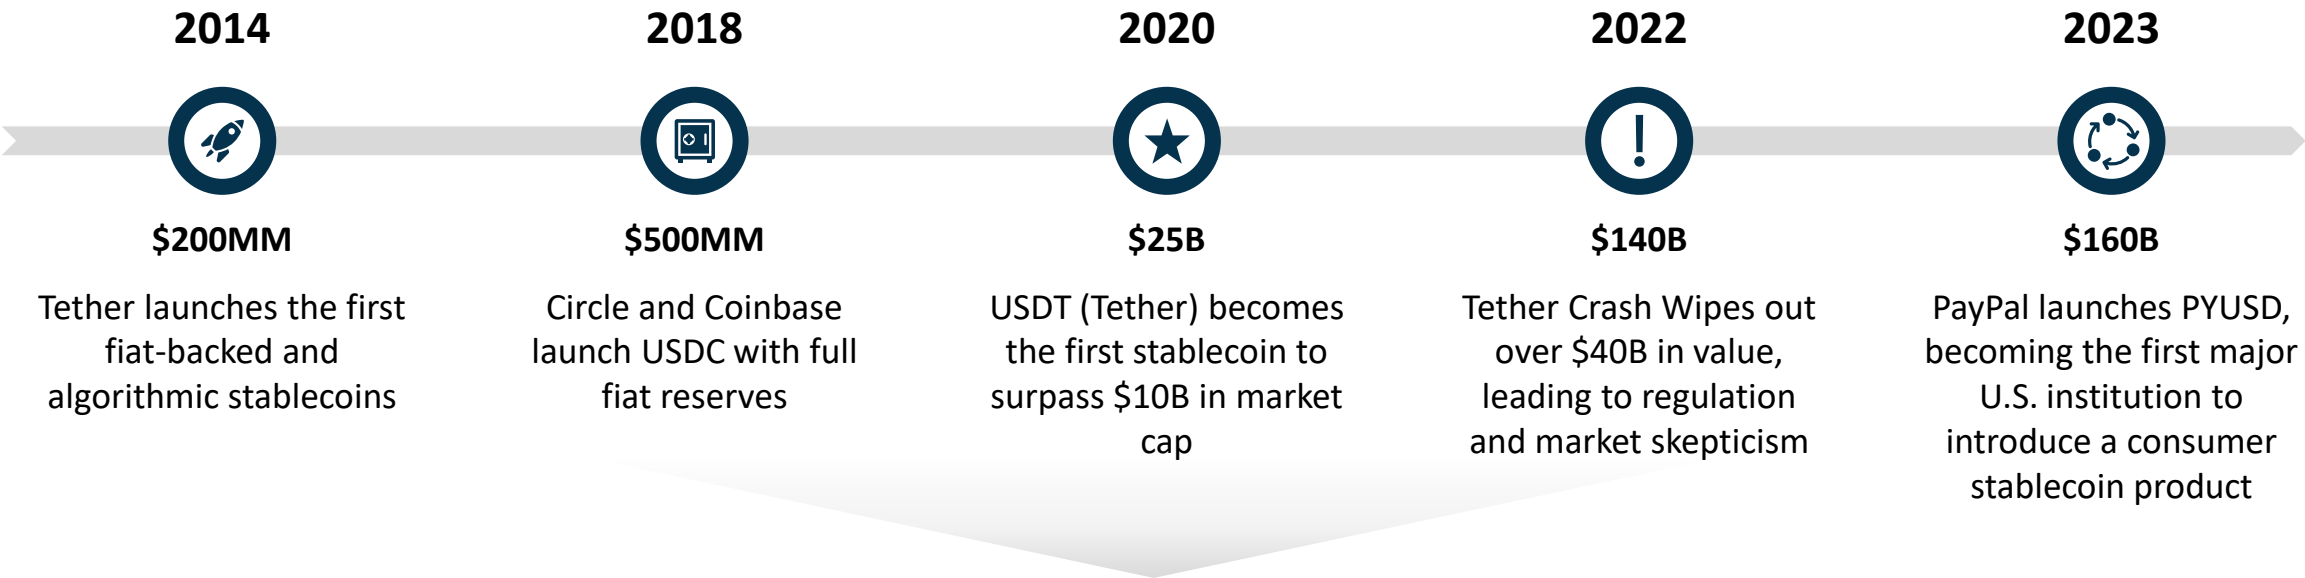 2014
$200MM
Tether launches the first
fiat-backed and
algorithmic stablecoins
2018
$500MM
Circle and Coinbase
launch USDC with full
fiat reserves
2020
$25B
USDT (Tether) becomes
the first stablecoin to
surpass $10B in market
cap
2022
$140B
Tether Crash Wipes out
over $40B in value,
leading to regulation
and market skepticism
2023
$160B
PayPal launches PYUSD,
becoming the first major
U.S. institution to
introduce a consumer
stablecoin product